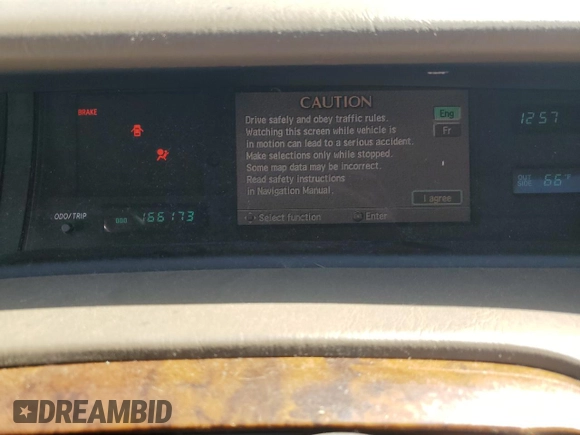 BRAKE
CAUTION
Drive safely and obey traffic rules.
Watching this screen while vehicle is
in motion can lead to a serious accident.
Make selections only while stopped.
Some map data may be incorrect.
Read safety instructions
in Navigation Manual.
Eng
Fr
I agree
Select function
Enter
12:57
OUT
66°
ODO/TRIP
ODO 166173
DREAMBID